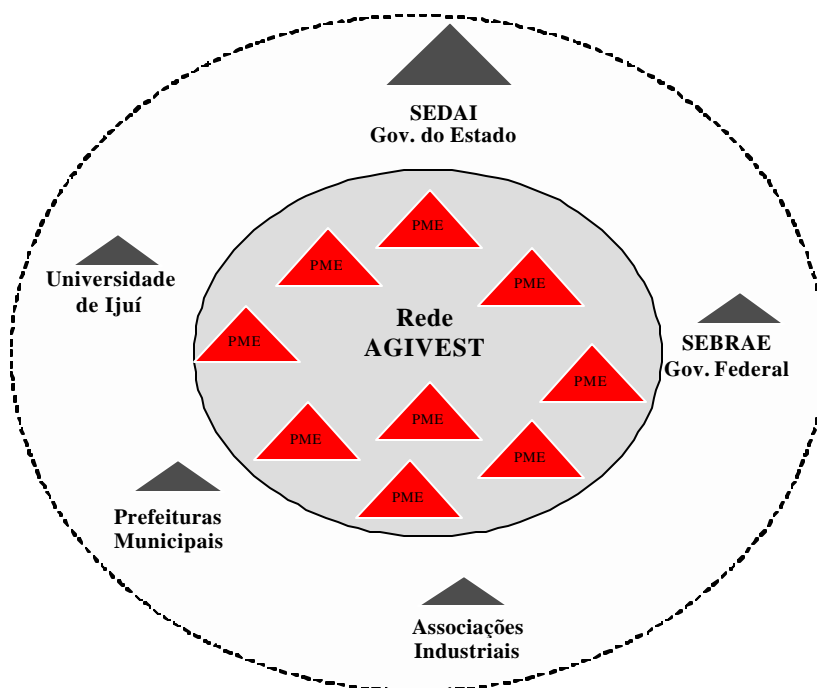 SEDAI
Gov. do Estado
PME
PME
PME
Universidade
de Ijuí
Rede
AGIVEST
PME
SEBRAE
Gov. Federal
PME
PME
PME
PME
PME
Prefeituras
Municipais
Associações
Industriais